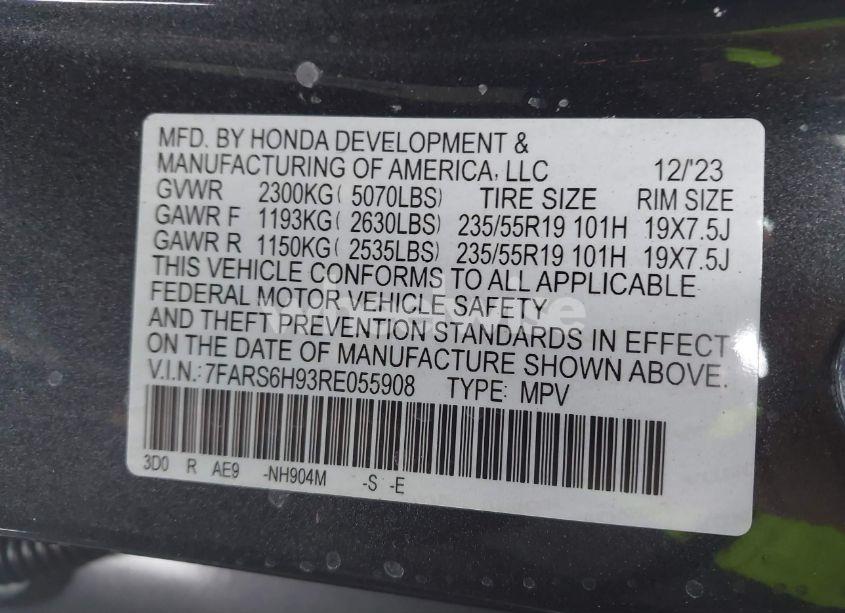 MFD. BY HONDA DEVELOPMENT &
MANUFACTURING OF AMERICA, LLC 12/'23
GVWR 2300KG( 5070LBS) TIRE SIZE RIM SIZE
GAWR F 1193KG( 2630LBS) 235/55R19 101H 19X7.5J
GAWR R 1150KG( 2535LBS) 235/55R19 101H 19X7.5J
THIS VEHICLE CONFORMS TO ALL APPLICABLE
FEDERAL MOTOR VEHICLE SAFETY
AND THEFT PREVENTION STANDARDS IN EFFECT
ON THE DATE OF MANUFACTURE SHOWN ABOVE.
V.I.N.:7FARS6H93RE055908 TYPE: MPV
3D0 R AE9 -NH904M -S -E